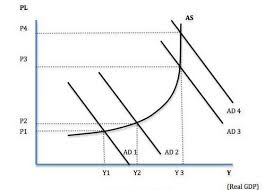 PL
AS
P4
P3
AD 4
P2
AD 3
P1
AD 1
AD 2
Y1
Y2
Y 3
Y
(Real GDP)